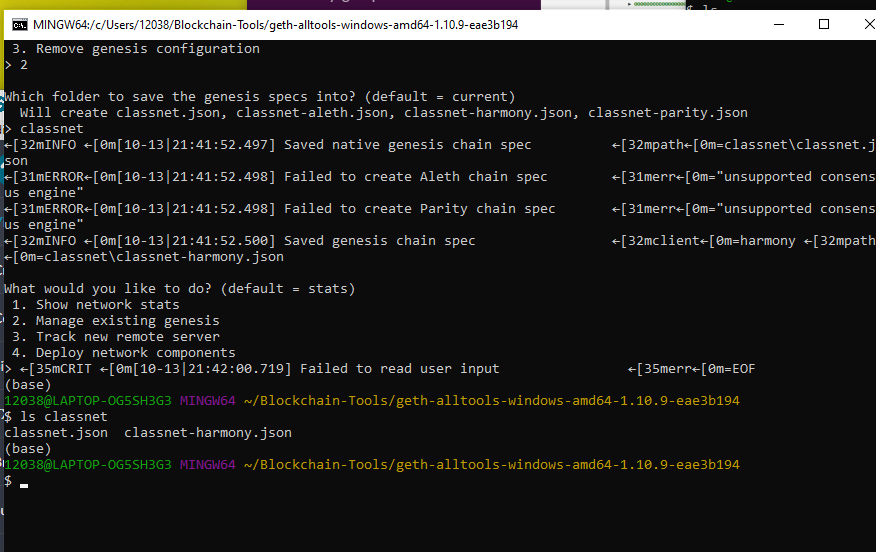 MINGW64:/c/Users/12038/Blockchain-Tools/geth-alltools-windows-amd64-1.10.9-eae3b194
3. Remove genesis configuration
> 2
Which folder to save the genesis specs into? (default = current)
Will create classnet.json, classnet-aleth.json, classnet-harmony.json, classnet-parity.json
> classnet
←[32mINFO ←[0m[10-13|21:41:52.497] Saved native genesis chain spec ←[32mpath←[0m=classnet\classnet.j
son
←[31mERROR←[0m[10-13|21:41:52.498] Failed to create Aleth chain spec ←[31merr←[0m="unsupported consens
us engine"
←[31mERROR←[0m[10-13|21:41:52.498] Failed to create Parity chain spec ←[31merr←[0m="unsupported consens
us engine"
←[32mINFO ←[0m[10-13|21:41:52.500] Saved genesis chain spec ←[32mclient←[0m=harmony ←[32mpath
←[0m=classnet\classnet-harmony.json
What would you like to do? (default = stats)
1. Show network stats
2. Manage existing genesis
3. Track new remote server
4. Deploy network components
> ←[35mCRIT ←[0m[10-13|21:42:00.719] Failed to read user input ←[35merr←[0m=EOF
(base)
12038@LAPTOP-OG5SH3G3 MINGW64 ~/Blockchain-Tools/geth-alltools-windows-amd64-1.10.9-eae3b194
$ ls classnet
classnet.json classnet-harmony.json
(base)
12038@LAPTOP-OG5SH3G3 MINGW64 ~/Blockchain-Tools/geth-alltools-windows-amd64-1.10.9-eae3b194
$